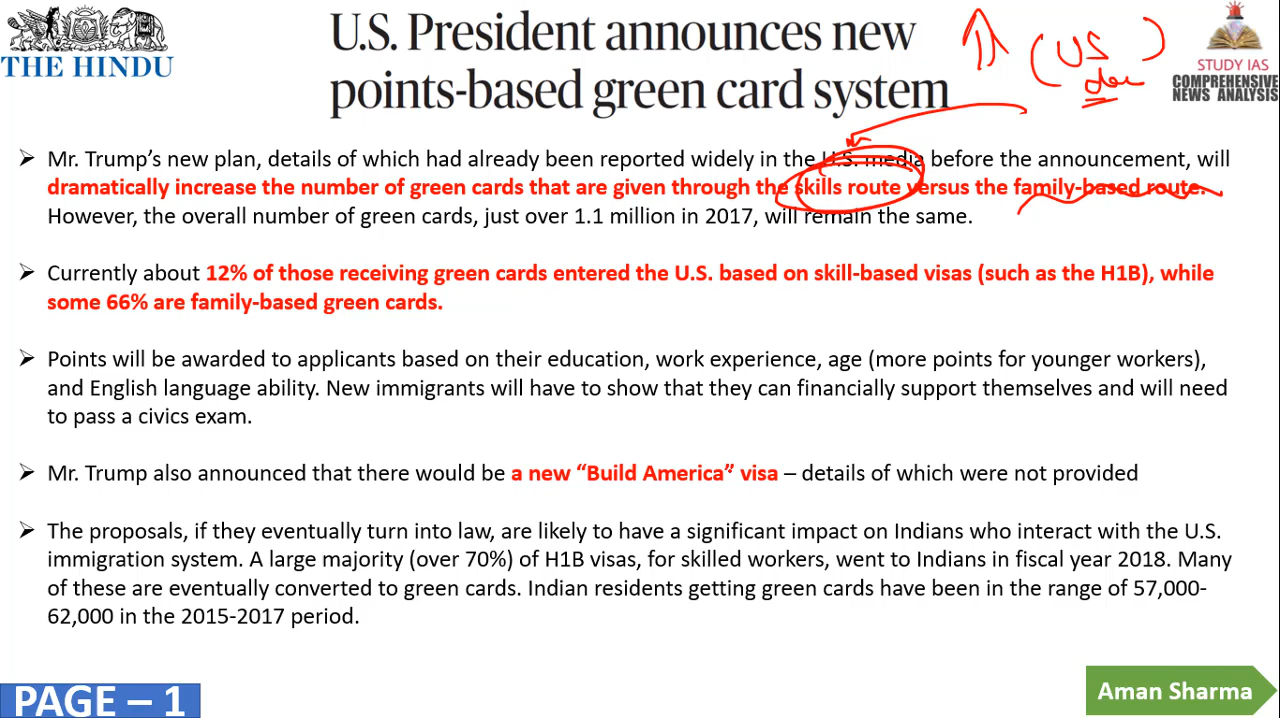 THE HINDU
U.S. President announces new
points-based green card system
(US
STUDY IAS
COMPREHENSIVE
NEWS ANALYSIS
➢ Mr. Trump's new plan, details of which had already been reported widely in the U.S. media before the announcement, will
dramatically increase the number of green cards that are given through the skills route versus the family-based route.
However, the overall number of green cards, just over 1.1 million in 2017, will remain the same.
➢ Currently about 12% of those receiving green cards entered the U.S. based on skill-based visas (such as the H1B), while
some 66% are family-based green cards.
➢ Points will be awarded to applicants based on their education, work experience, age (more points for younger workers),
and English language ability. New immigrants will have to show that they can financially support themselves and will need
to pass a civics exam.
➢ Mr. Trump also announced that there would be a new “Build America” visa – details of which were not provided
➢ The proposals, if they eventually turn into law, are likely to have a significant impact on Indians who interact with the U.S.
immigration system. A large majority (over 70%) of H1B visas, for skilled workers, went to Indians in fiscal year 2018. Many
of these are eventually converted to green cards. Indian residents getting green cards have been in the range of 57,000-
62,000 in the 2015-2017 period.
PAGE – 1
Aman Sharma